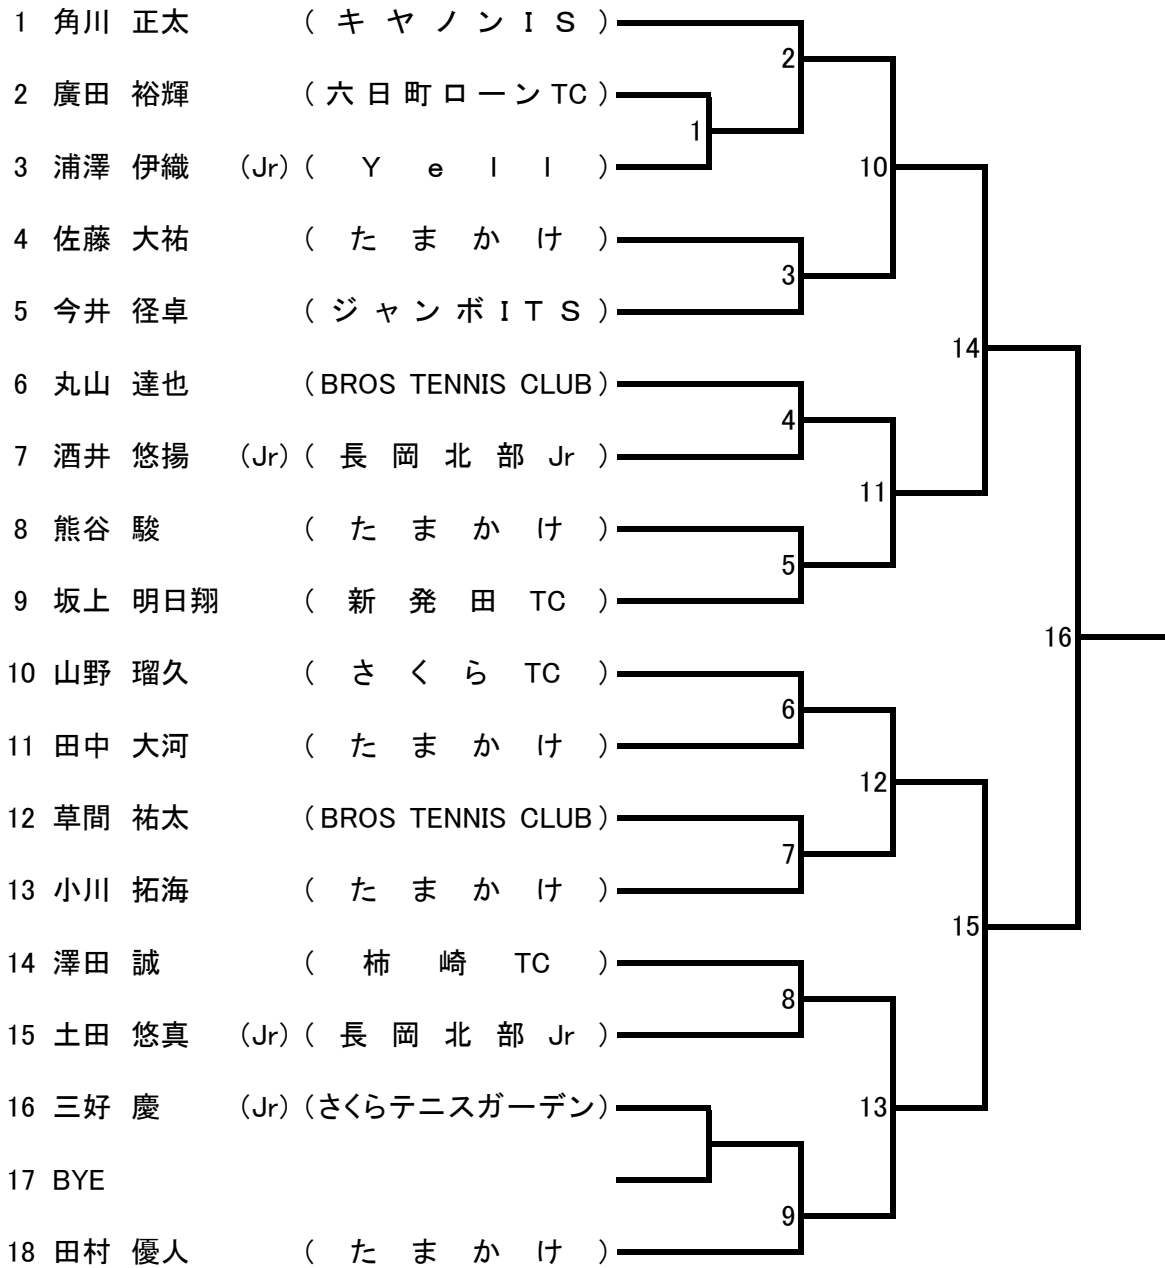 1 角川 正太 (キヤノンIS)
2
2 廣田 裕輝 (六日町ローンTC)
1
3 浦澤 伊織 (Jr) (Yell)
10
4 佐藤 大祐 (たまかけ)
3
5 今井 径卓 (ジャンボITS)
14
6 丸山 達也 (BROS TENNIS CLUB)
4
7 酒井 悠揚 (Jr) (長岡北部Jr)
11
8 熊谷 駿 (たまかけ)
5
9 坂上 明日翔 (新発田TC)
16
10 山野 瑠久 (さくらTC)
6
11 田中 大河 (たまかけ)
12
12 草間 祐太 (BROS TENNIS CLUB)
7
13 小川 拓海 (たまかけ)
15
14 澤田 誠 (柿崎TC)
8
15 土田 悠真 (Jr) (長岡北部Jr)
16 三好 慶 (Jr) (さくらテニスガーデン)
13
17 BYE
9
18 田村 優人 (たまかけ)